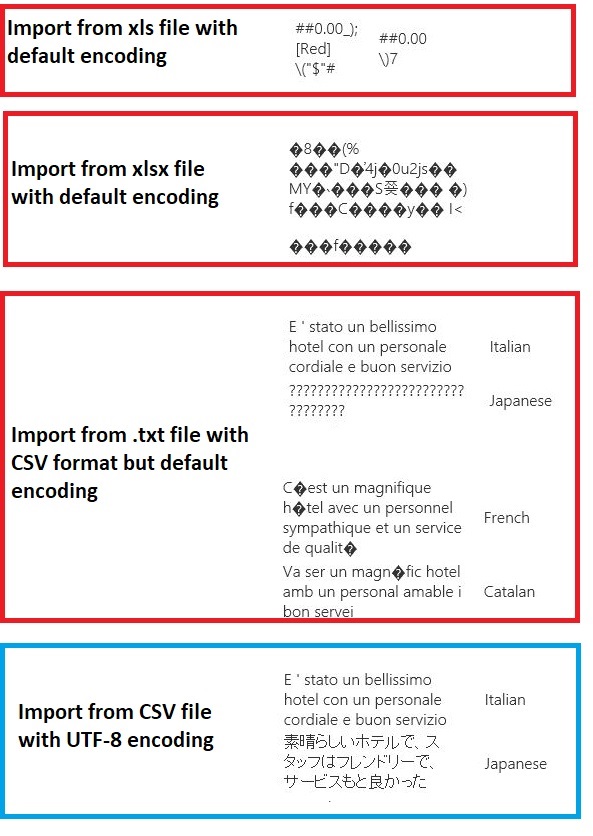 Import from xls file with
default encoding
##0.00_);
[Red]
\("$"#
##0.00
\)7
Import from xlsx file
with default encoding
�8��(%
���"D�'4j�0u2js��
MY�、���S葵��� �)
f���C����y�� l<
���f�����
Import from .txt file with
CSV format but default
encoding
E ' stato un bellissimo
hotel con un personale
cordiale e buon servizio
Italian
?????????????????????????
????????
Japanese
C�est un magnifique
h�tel avec un personnel
sympathique et un service
de qualit�
French
Va ser un magn�fic hotel
amb un personal amable i
bon servei
Catalan
Import from CSV file
with UTF-8 encoding
E ' stato un bellissimo
hotel con un personale
cordiale e buon servizio
Italian
素晴らしいホテルで、ス
タッフはフレンドリーで、
サービスもと良かった
Japanese